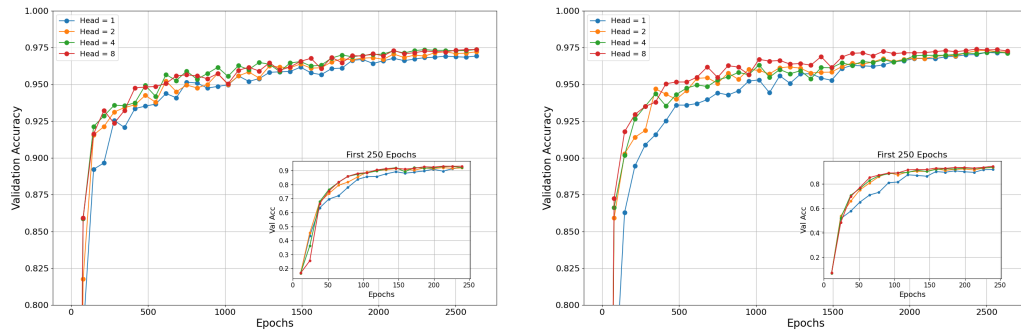 1.000
0.975
0.950
0.925
0.900
0.875
0.850
0.825
0.800
Validation Accuracy
Head = 1
Head = 2
Head = 4
Head = 8
First 250 Epochs
0.9
0.8
0.7
0.6
0.5
0.4
0.3
0.2
Val Acc
0 50 100 150 200 250
Epochs
0 500 1000 1500 2000 2500
Epochs
1.000
0.975
0.950
0.925
0.900
0.875
0.850
0.825
0.800
Validation Accuracy
Head = 1
Head = 2
Head = 4
Head = 8
First 250 Epochs
0.8
0.6
0.4
0.2
Val Acc
0 50 100 150 200 250
Epochs
0 500 1000 1500 2000 2500
Epochs